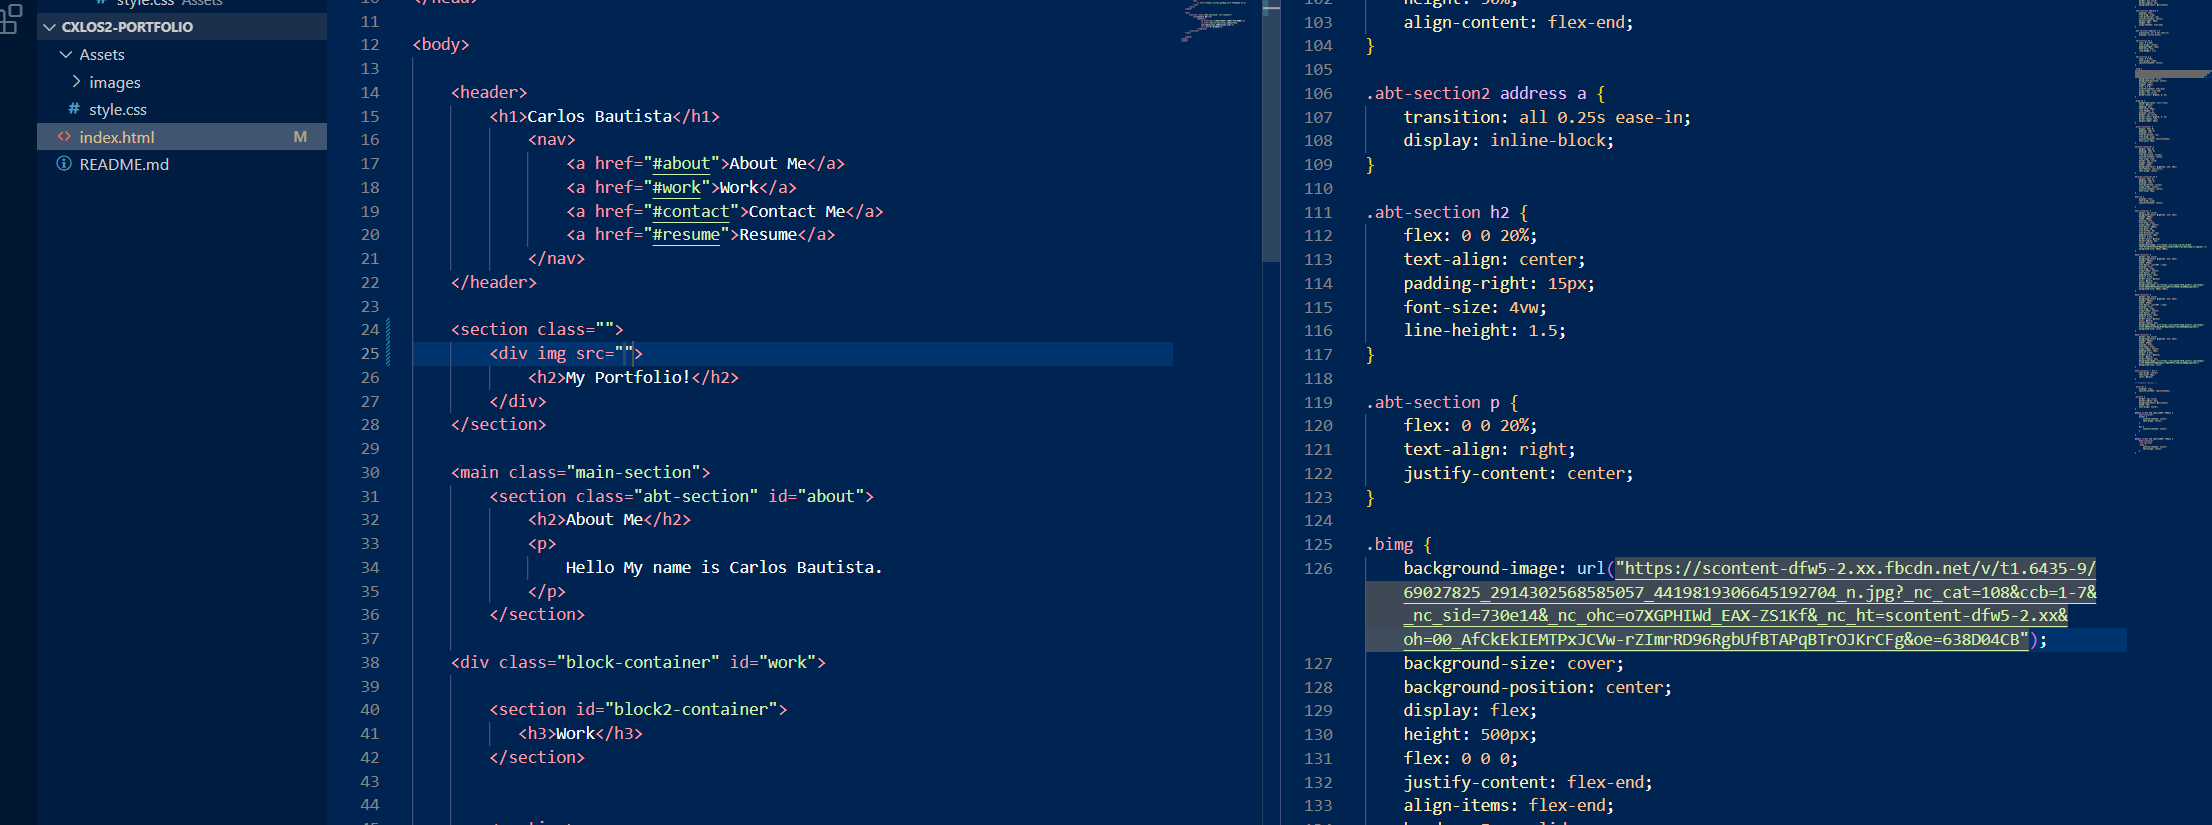 # style.css Assets
CXLOS2-PORTFOLIO
Assets
images
# style.css
<> index.html M
README.md
11
12 <body>
13
14 <header>
15 <h1>Carlos Bautista</h1>
16 <nav>
17 <a href="#about">About Me</a>
18 <a href="#work">Work</a>
19 <a href="#contact">Contact Me</a>
20 <a href="#resume">Resume</a>
21 </nav>
22 </header>
23
24 <section class="">
25 <div img src="">
26 <h2>My Portfolio!</h2>
27 </div>
28 </section>
29
30 <main class="main-section">
31 <section class="abt-section" id="about">
32 <h2>About Me</h2>
33 <p>
34 Hello My name is Carlos Bautista.
35 </p>
36 </section>
37
38 <div class="block-container" id="work">
39
40 <section id="block2-container">
41 <h3>Work</h3>
42 </section>
43
44
102 height: 50%;
103 align-content: flex-end;
104 }
105
106 .abt-section2 address a {
107 transition: all 0.25s ease-in;
108 display: inline-block;
109 }
110
111 .abt-section h2 {
112 flex: 0 0 20%;
113 text-align: center;
114 padding-right: 15px;
115 font-size: 4vw;
116 line-height: 1.5;
117 }
118
119 .abt-section p {
120 flex: 0 0 20%;
121 text-align: right;
122 justify-content: center;
123 }
124
125 .bimg {
126 background-image: url("https://scontent-dfw5-2.xx.fbcdn.net/v/t1.6435-9/
69027825_2914302568585057_4419819306645192704_n.jpg?_nc_cat=108&ccb=1-7&
_nc_sid=730e14&_nc_ohc=o7XGPHIWd_EAX-ZS1Kf&_nc_ht=scontent-dfw5-2.xx&
oh=00_AfCkEkIEMTPxJCVw-rZImrRD96RgbUfBTAPqBTrOJKrCFg&oe=638D04CB");
127 background-size: cover;
128 background-position: center;
129 display: flex;
130 height: 500px;
131 flex: 0 0 0;
132 justify-content: flex-end;
133 align-items: flex-end;